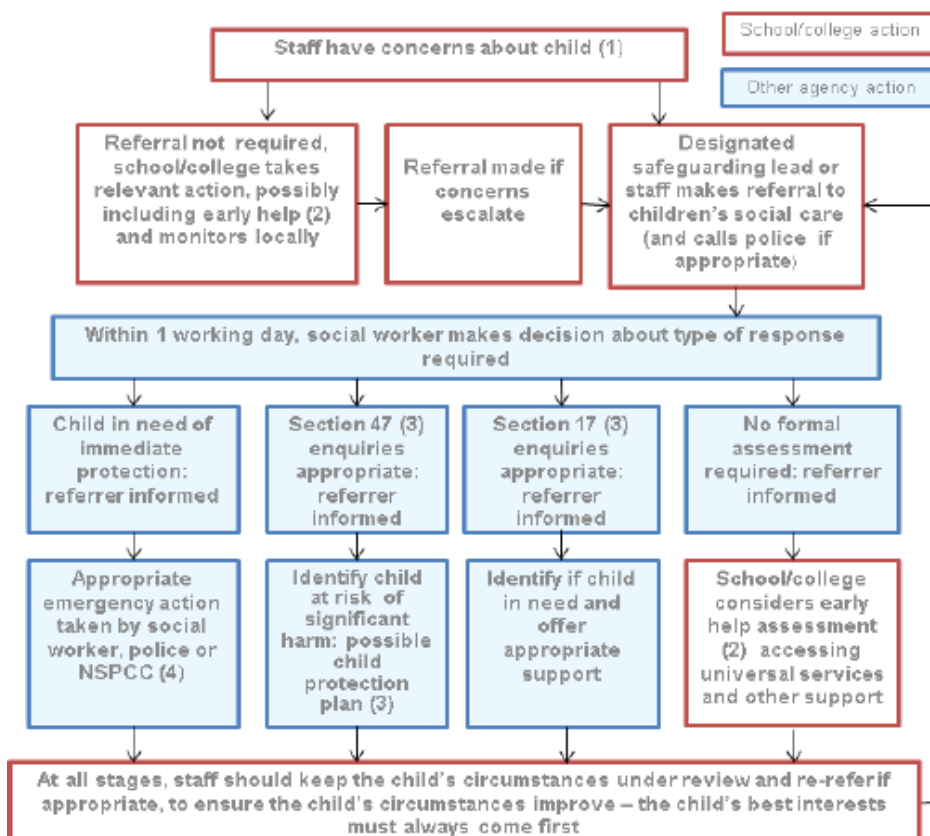 School/college action
Other agency action
Staff have concerns about child (1)
Referral not required,
school/college takes
relevant action, possibly
including early help (2)
and monitors locally
Referral made if
concerns
escalate
Designated
safeguarding lead or
staff makes referral to
children's social care
(and calls police if
appropriate)
Within 1 working day, social worker makes decision about type of response
required
Child in need of
immediate
protection:
referrer informed
Section 47 (3)
enquiries
appropriate:
referrer
informed
Section 17 (3)
enquiries
appropriate:
referrer
informed
No formal
assessment
required: referrer
informed
Appropriate
emergency action
taken by social
worker, police or
NSPCC (4)
Identify child
at risk of
significant
harm: possible
child
protection
plan (3)
Identify if child
in need and
offer
appropriate
support
School/college
considers early
help assessment
(2) accessing
universal services
and other support
At all stages, staff should keep the child's circumstances under review and re-refer if
appropriate, to ensure the child's circumstances improve – the child's best interests
must always come first